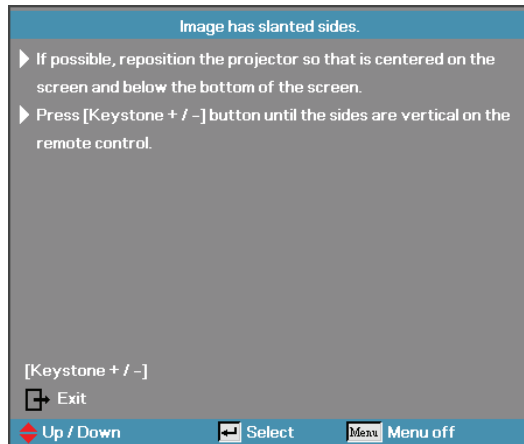 Image has slanted sides.
If possible, reposition the projector so that is centered on the
screen and below the bottom of the screen.
Press [Keystone + / -] button until the sides are vertical on the
remote control.
[Keystone + / -]
Exit
Up / Down Select Menu Menu off